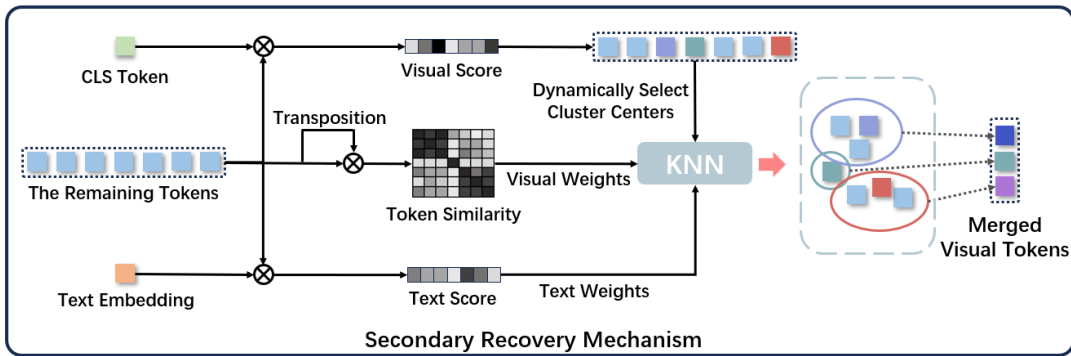 CLS Token
Visual Score
Dynamically Select
Cluster Centers
Transposition
The Remaining Tokens
Token Similarity
Visual Weights
KNN
Merged
Visual Tokens
Text Embedding
Text Score
Text Weights
Secondary Recovery Mechanism